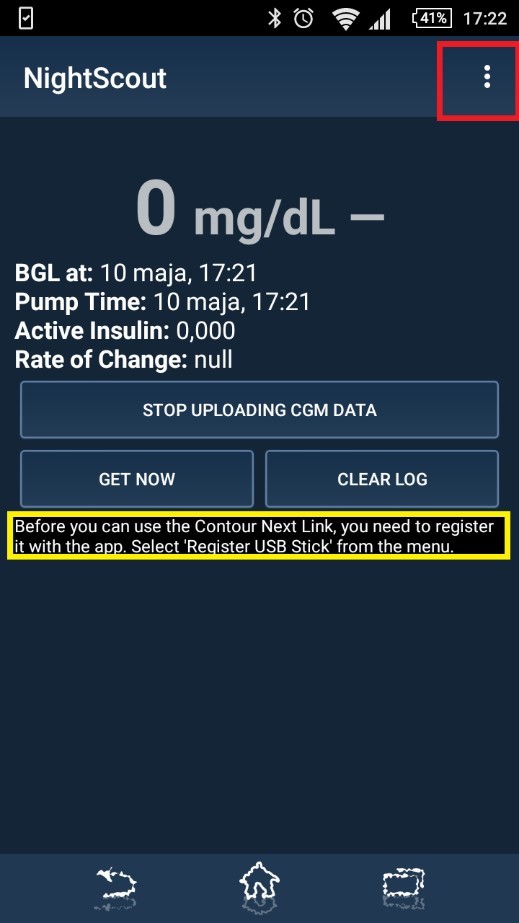 41% 17:22
NightScout
0 mg/dL —
BGL at: 10 maja, 17:21
Pump Time: 10 maja, 17:21
Active Insulin: 0,000
Rate of Change: null
STOP UPLOADING CGM DATA
GET NOW CLEAR LOG
Before you can use the Contour Next Link, you need to register
it with the app. Select 'Register USB Stick' from the menu.